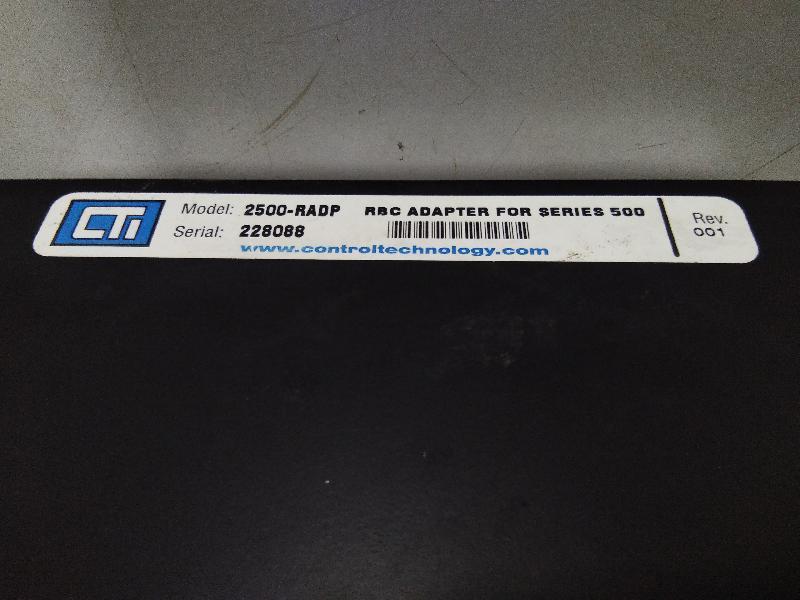 CTi
Model: 2500-RADP RBC ADAPTER FOR SERIES 500
Serial: 228088
www.controltechnology.com
Rev.
001